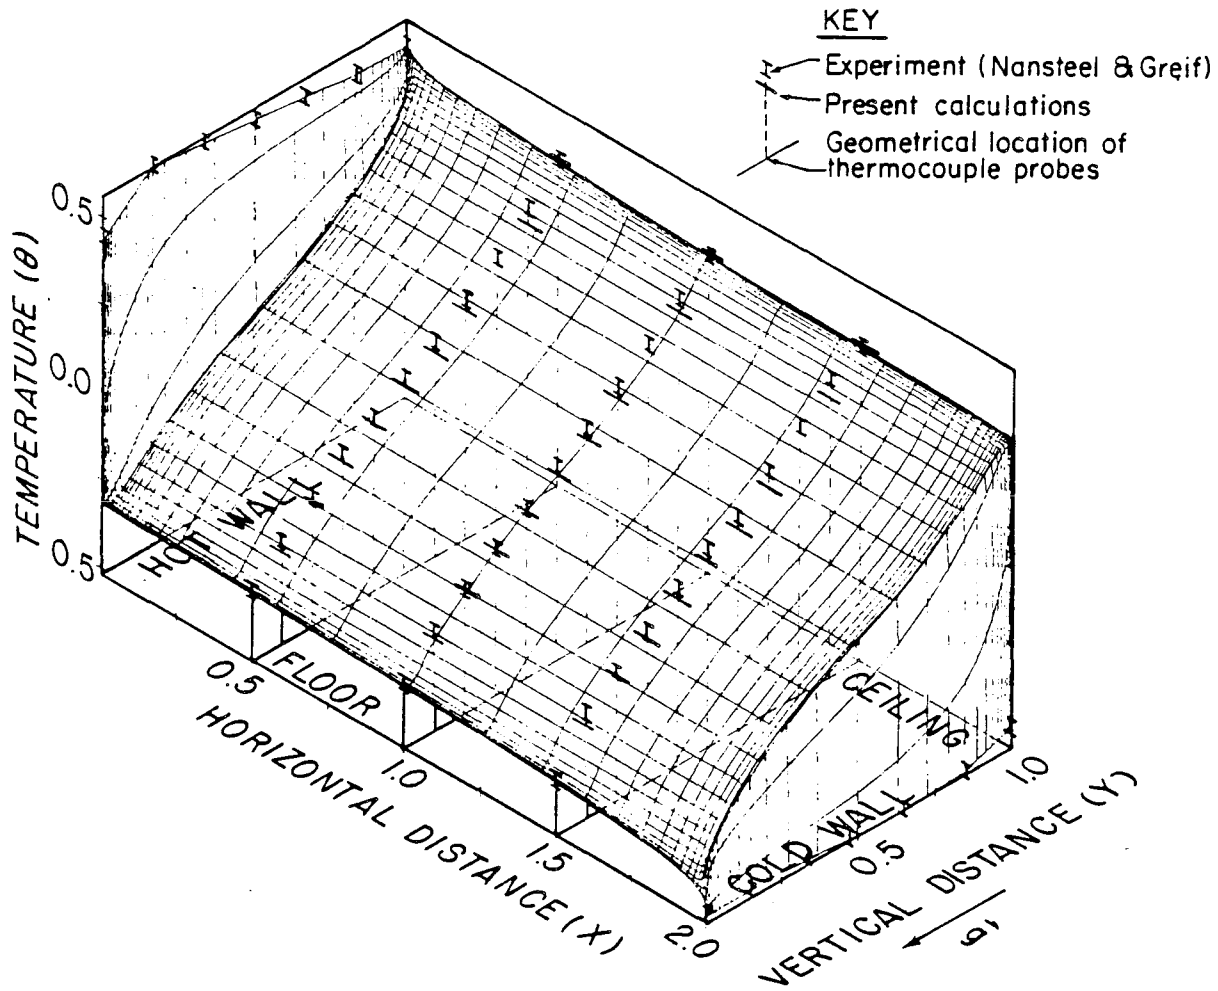 KEY
Experiment (Nansteel & Greif)
Present calculations
Geometrical location of
thermocouple probes
TEMPERATURE (θ)
0.5
0.0
0.5
HOT WALL
FLOOR
CEILING
COLD WALL
0.5
1.0
1.5
2.0
HORIZONTAL DISTANCE (X)
0.5
1.0
VERTICAL DISTANCE (Y)
g